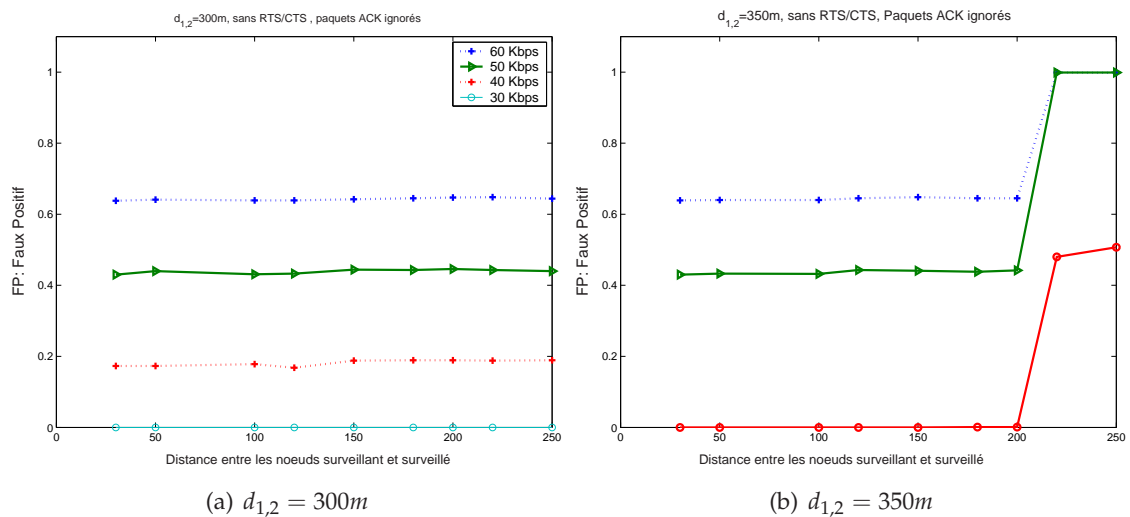 d1,2=300m, sans RTS/CTS , paquets ACK ignorés
60 Kbps
50 Kbps
40 Kbps
30 Kbps
FP: Faux Positif
1
0.8
0.6
0.4
0.2
0
0
50
100
150
200
250
Distance entre les noeuds surveillant et surveillé
(a) d1,2 = 300m
d1,2=350m, sans RTS/CTS, Paquets ACK ignorés
FP: Faux Positif
1
0.8
0.6
0.4
0.2
0
0
50
100
150
200
250
Distance entre les noeuds surveillant et surveillé
(b) d1,2 = 350m